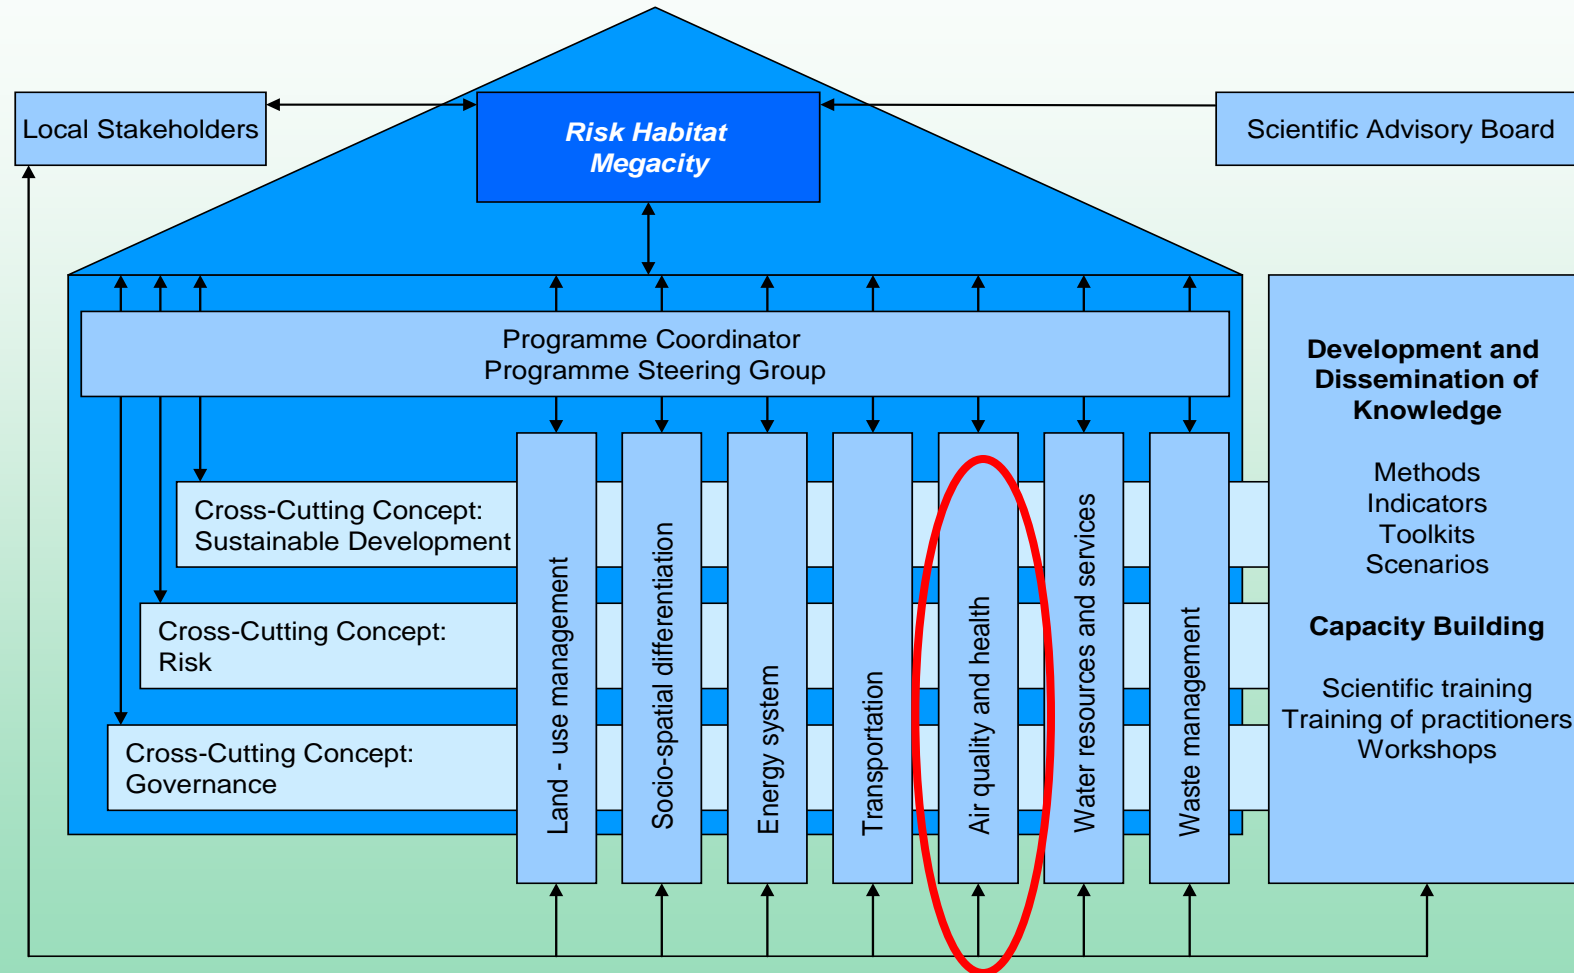 Local Stakeholders
Risk Habitat
Megacity
Scientific Advisory Board
Programme Coordinator
Programme Steering Group
Cross-Cutting Concept:
Sustainable Development
Cross-Cutting Concept:
Risk
Cross-Cutting Concept:
Governance
Land - use management
Socio-spatial differentiation
Energy system
Transportation
Air quality and health
Water resources and services
Waste management
Development and
Dissemination of
Knowledge
Methods
Indicators
Toolkits
Scenarios
Capacity Building
Scientific training
Training of practitioners
Workshops